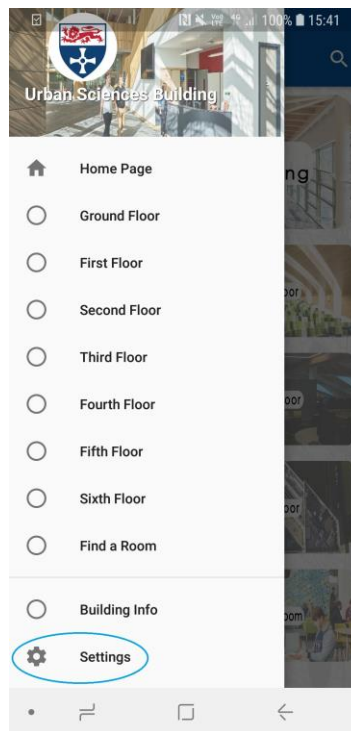 100% 15:41
Urban Sciences Building
Home Page
Ground Floor
First Floor
Second Floor
Third Floor
Fourth Floor
Fifth Floor
Sixth Floor
Find a Room
Building Info
Settings